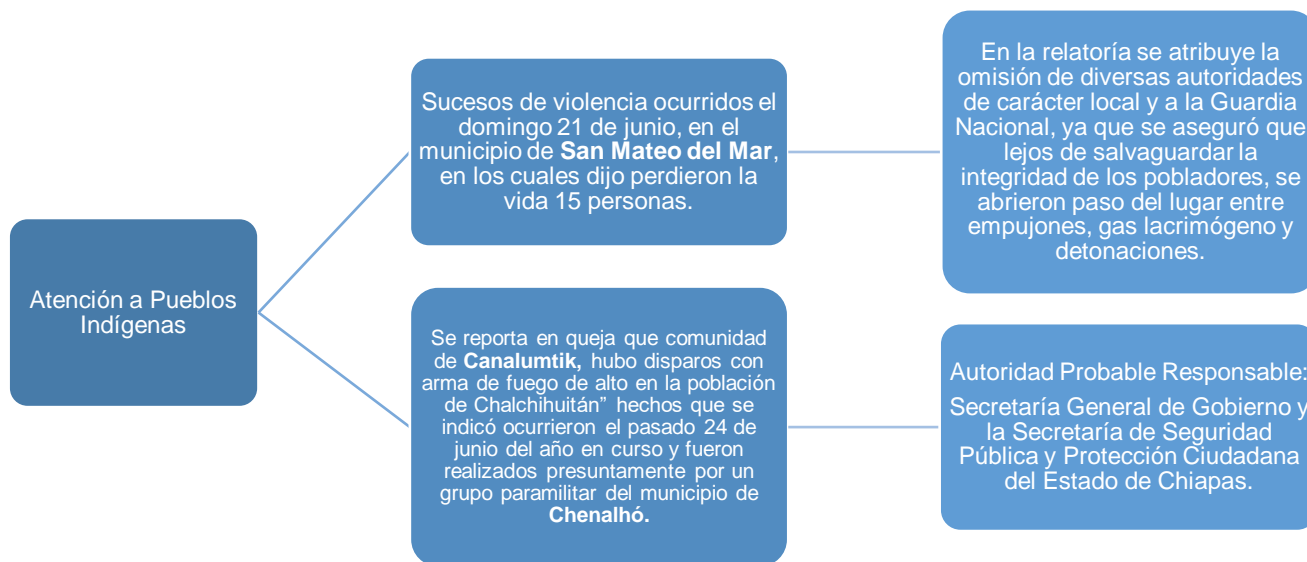 Atención a Pueblos
Indígenas
Sucesos de violencia ocurridos el
domingo 21 de junio, en el
municipio de San Mateo del Mar,
en los cuales dijo perdieron la
vida 15 personas.
En la relatoría se atribuye la
omisión de diversas autoridades
de carácter local y a la Guardia
Nacional, ya que se aseguró que
lejos de salvaguardar la
integridad de los pobladores, se
abrieron paso del lugar entre
empujones, gas lacrimógeno y
detonaciones.
Se reporta en queja que comunidad
de Canalumtik, hubo disparos con
arma de fuego de alto en la población
de Chalchihuitán” hechos que se
indicó ocurrieron el pasado 24 de
junio del año en curso y fueron
realizados presuntamente por un
grupo paramilitar del municipio de
Chenalhó.
Autoridad Probable Responsable:
Secretaría General de Gobierno y
la Secretaría de Seguridad
Pública y Protección Ciudadana
del Estado de Chiapas.